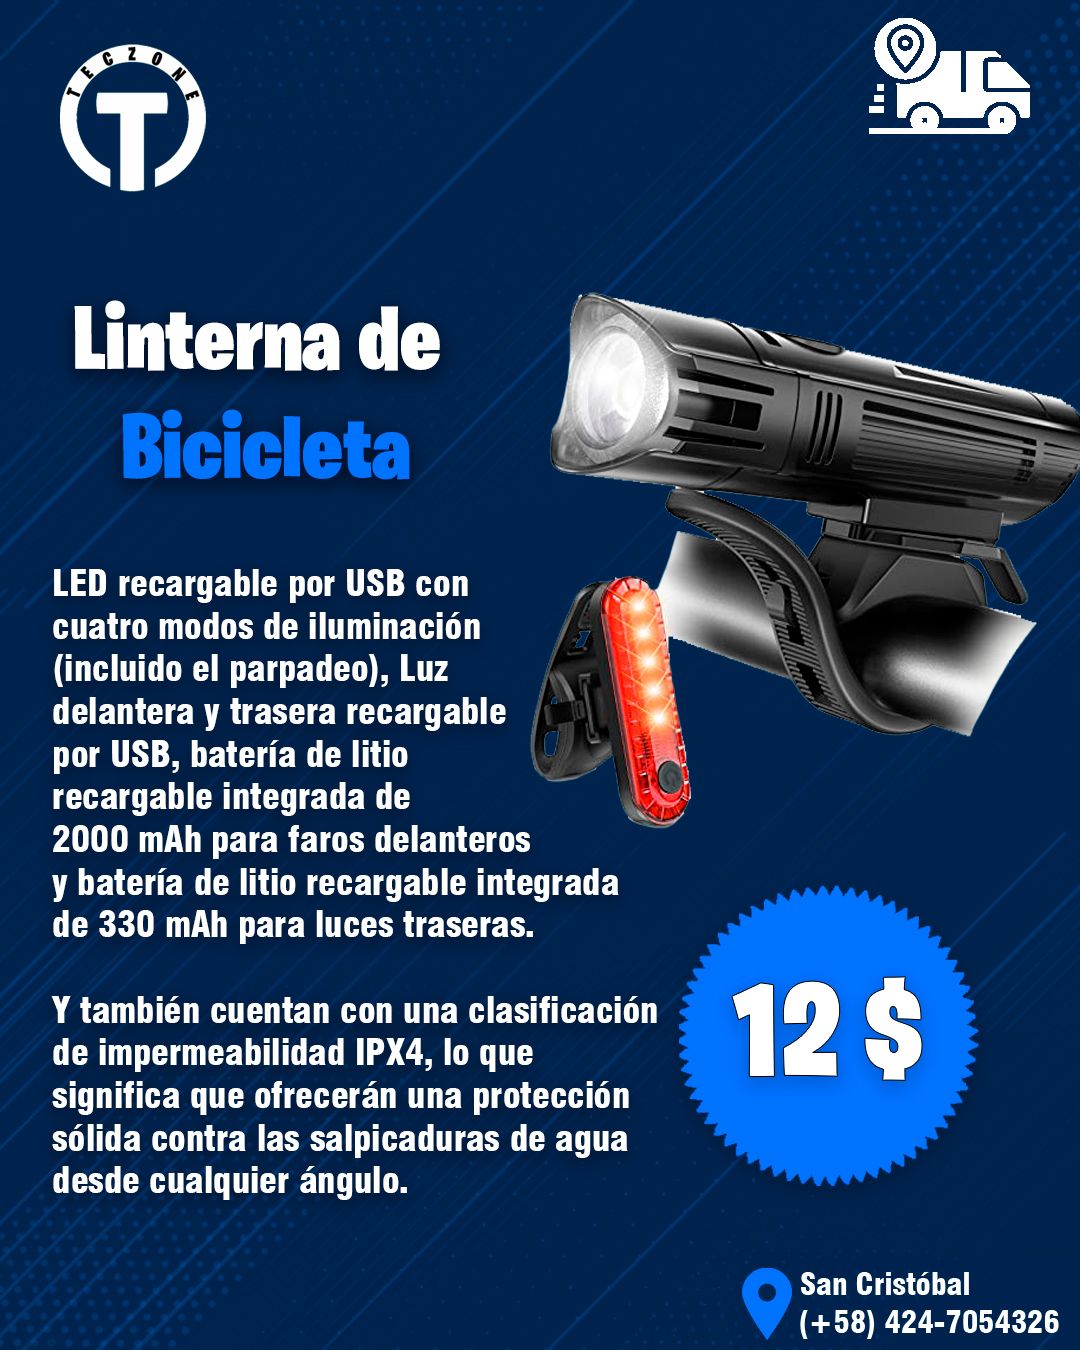 TECZONE
T
Linterna de
Bicicleta
LED recargable por USB con
cuatro modos de iluminación
(incluido el parpadeo), Luz
delantera y trasera recargable
por USB, batería de litio
recargable integrada de
2000 mAh para faros delanteros
y batería de litio recargable integrada
de 330 mAh para luces traseras.
Y también cuentan con una clasificación
de impermeabilidad IPX4, lo que
significa que ofrecerán una protección
sólida contra las salpicaduras de agua
desde cualquier ángulo.
12 $
San Cristóbal
(+58) 424-7054326